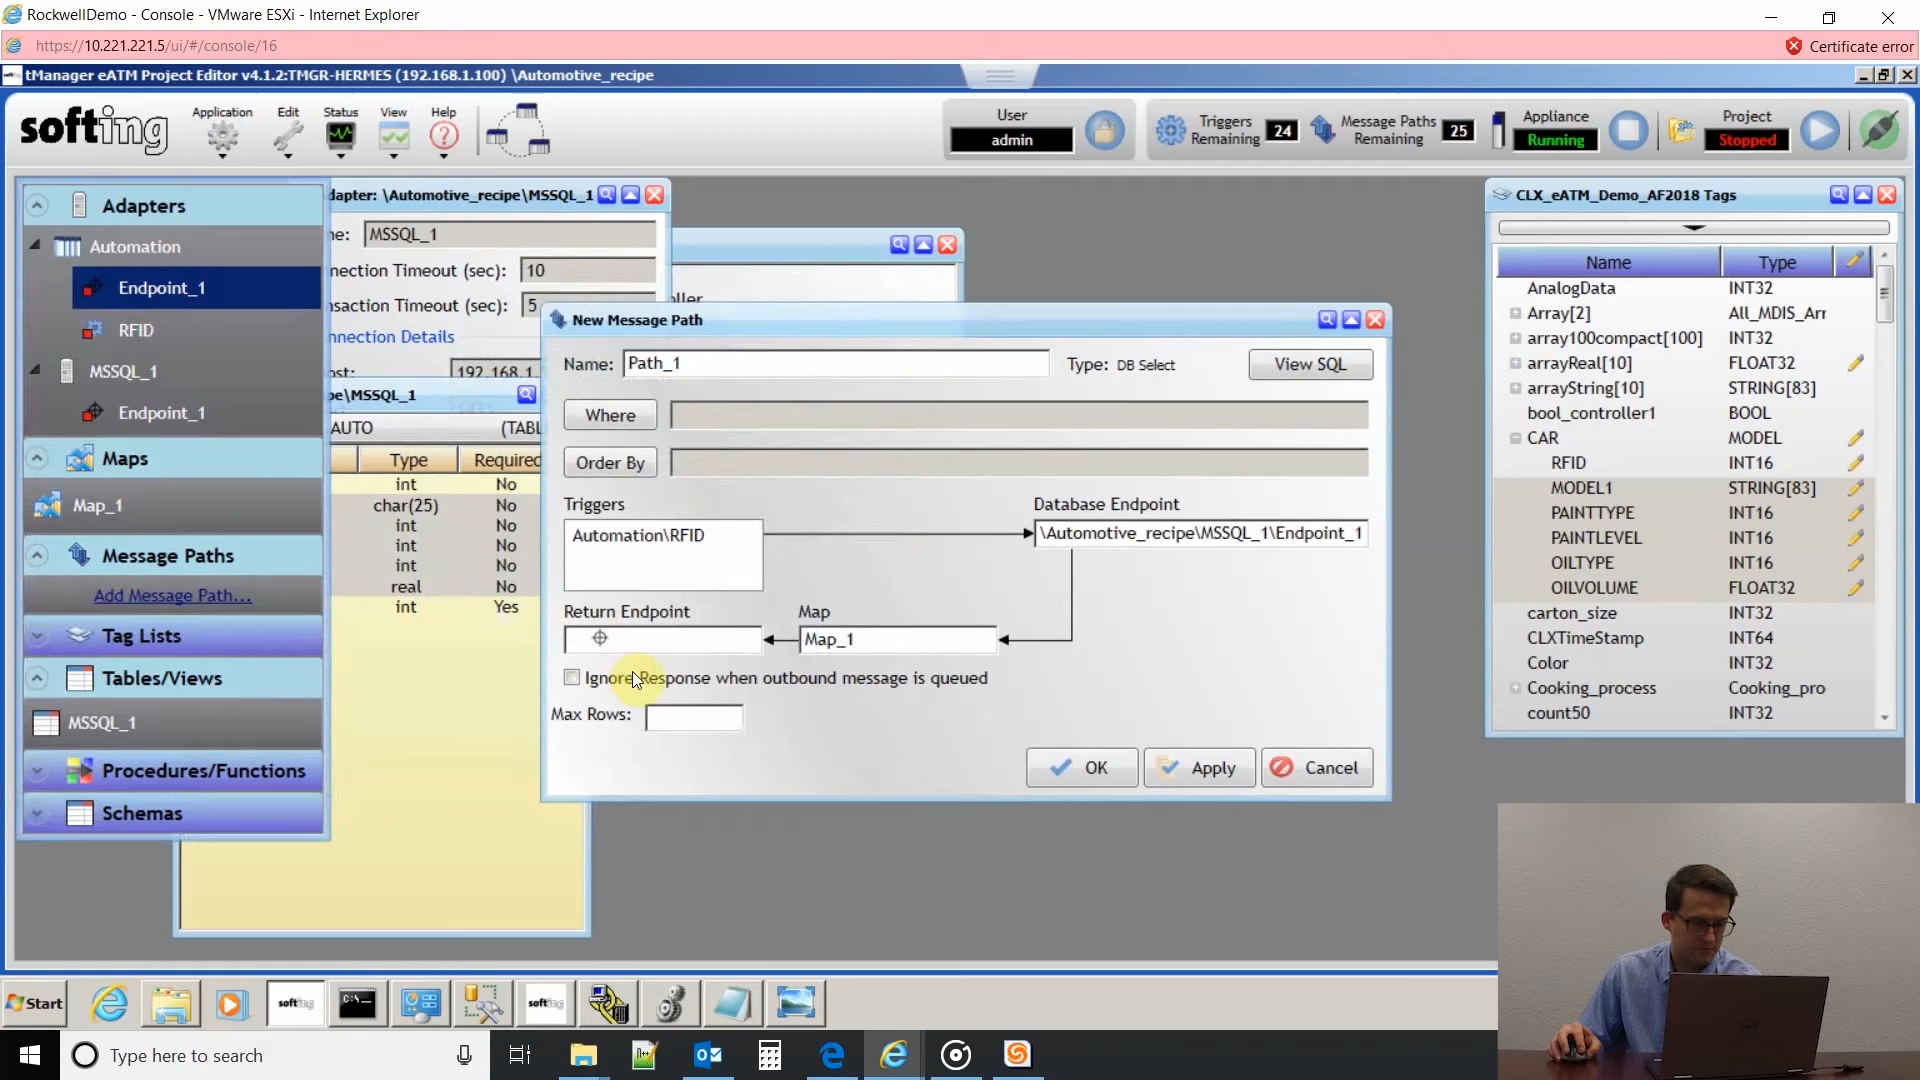 RockwellDemo - Console - VMware ESXi - Internet Explorer
https://10.221.221.5/ui/#/console/16
Certificate error
tManager eATM Project Editor v4.1.2:TMGR-HERMES (192.168.1.100) \Automotive_recipe
softing
Application
Edit
Status
View
Help
User
admin
Triggers
Remaining
24
Message Paths
Remaining
25
Appliance
Running
Project
Stopped
Adapters
Automation
Endpoint_1
RFID
MSSQL_1
Endpoint_1
Maps
Map_1
Message Paths
Add Message Path...
Tag Lists
Tables/Views
MSSQL_1
Procedures/Functions
Schemas
dapter: \Automotive_recipe\MSSQL_1
ne: MSSQL_1
nection Timeout (sec): 10
nsaction Timeout (sec): 5
nnection Details
ost: 192.168.1.
pe\MSSQL_1
AUTO (TABL
Type Required
int No
char(25) No
int No
int No
int No
real No
int Yes
oller
New Message Path
Name: Path_1 Type: DB Select View SQL
Where
Order By
Triggers Database Endpoint
Automation\RFID \Automotive_recipe\MSSQL_1\Endpoint_1
Return Endpoint Map
Map_1
Ignore Response when outbound message is queued
Max Rows:
OK Apply Cancel
CLX_eATM_Demo_AF2018 Tags
Name Type
AnalogData INT32
Array[2] All_MDIS_Arr
array100compact[100] INT32
arrayReal[10] FLOAT32
arrayString[10] STRING[83]
bool_controller1 BOOL
CAR MODEL
RFID INT16
MODEL1 STRING[83]
PAINTTYPE INT16
PAINTLEVEL INT16
OILTYPE INT16
OILVOLUME FLOAT32
carton_size INT32
CLXTimeStamp INT64
Color INT32
Cooking_process Cooking_pro
count50 INT32
Start
softing
C:\
softing
Type here to search